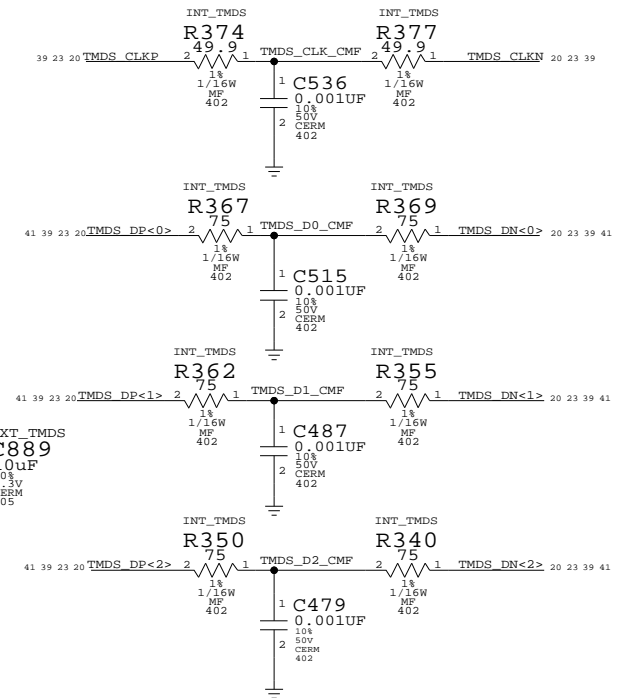 INT_TMDS INT_TMDS
R374 R377
49.9 49.9
39 23 20 TMDS_CLKP 2 1 TMDS_CLK_CMF 2 1 TMDS_CLKN 20 23 39
1% 1%
1/16W 1/16W
MF MF
402 402
1 C536
0.001UF
10%
50V
2 CERM
402
INT_TMDS INT_TMDS
R367 R369
75 75
41 39 23 20 TMDS_DP<0> 2 1 TMDS_D0_CMF 2 1 TMDS_DN<0> 20 23 39 41
1% 1%
1/16W 1/16W
MF MF
402 402
1 C515
0.001UF
10%
50V
2 CERM
402
INT_TMDS INT_TMDS
R362 R355
75 75
41 39 23 20 TMDS_DP<1> 2 1 TMDS_D1_CMF 2 1 TMDS_DN<1> 20 23 39 41
1% 1%
1/16W 1/16W
MF MF
402 402
XT_TMDS
C889
0uF
0%
.3V
ERM
05
1 C487
0.001UF
10%
50V
2 CERM
402
INT_TMDS INT_TMDS
R350 R340
75 75
41 39 23 20 TMDS_DP<2> 2 1 TMDS_D2_CMF 2 1 TMDS_DN<2> 20 23 39 41
1% 1%
1/16W 1/16W
MF MF
402 402
1 C479
0.001UF
10%
50V
2 CERM
402